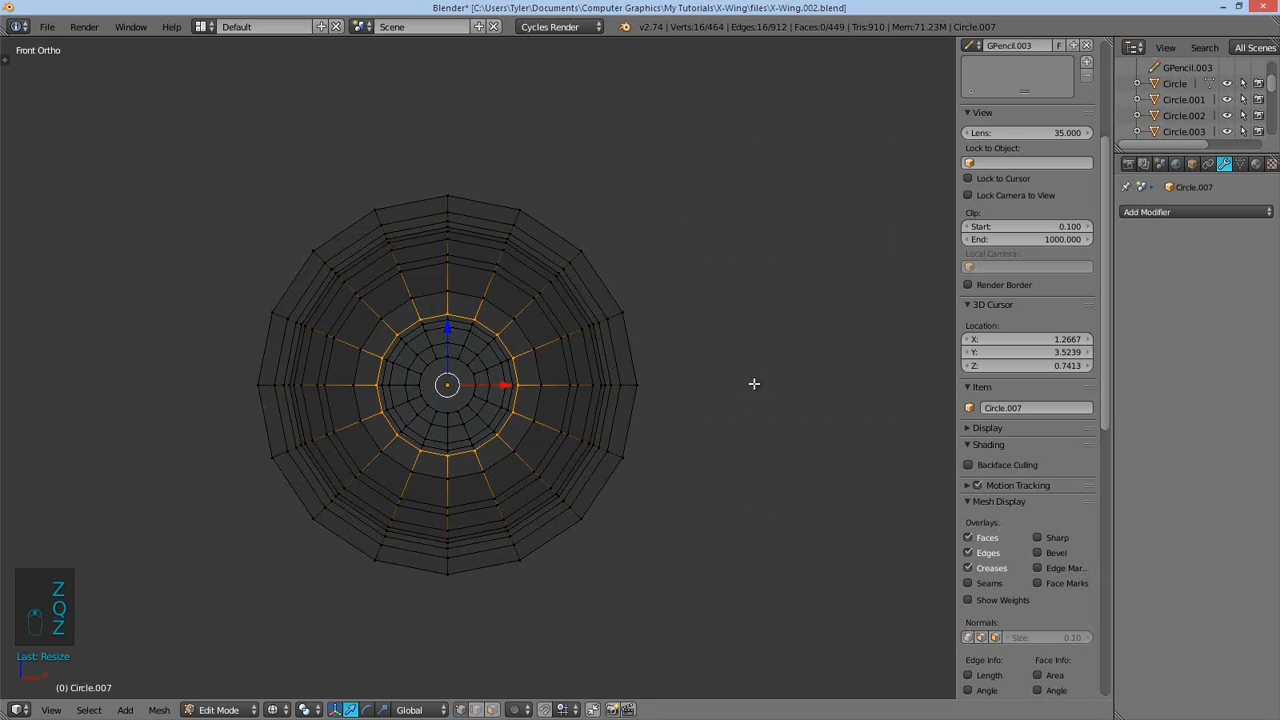 Blender* [C:\Users\Tyler\Documents\Computer Graphics\My Tutorials\X-Wing\files\X-Wing.002.blend]
File Render Window Help Default Scene Cycles Render v2.74 | Verts:16/464 | Edges:16/912 | Faces:0/449 | Tris:910 | Mem:71.23M | Circle.007
Front Ortho
GPencil.003 F
View
Lens: 35.000
Lock to Object:
Lock to Cursor
Lock Camera to View
Clip:
Start: 0.100
End: 1000.000
Local Camera:
Render Border
3D Cursor
Location:
X: 1.2667
Y: 3.5239
Z: 0.7413
Item
Circle.007
Display
Shading
Backface Culling
Motion Tracking
Mesh Display
Overlays:
Faces Sharp
Edges Bevel
Creases Edge Mar...
Seams Face Marks
Show Weights
Normals:
Size: 0.10
Edge Info: Face Info:
Length Area
Angle Angle
View Search All Scenes
GPencil.003
Circle
Circle.001
Circle.002
Circle.003
Circle.007
Add Modifier
Z
Q
Z
Last: Resize
(0) Circle.007
View Select Add Mesh Edit Mode Global